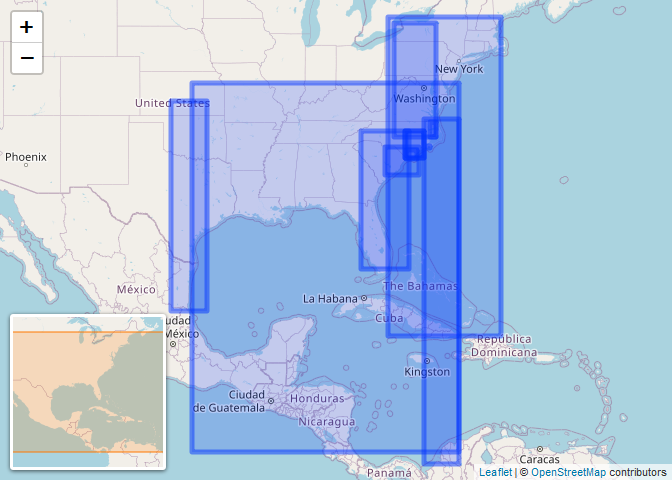 +
−
New York
United States
Washington
Phoenix
The Bahamas
México
La Habana
Cuba
udad
México
República
Dominicana
Kingston
Ciudad
de Guatemala
Honduras
Nicaragua
Caracas
Panamá
Leaflet | © OpenStreetMap contributors